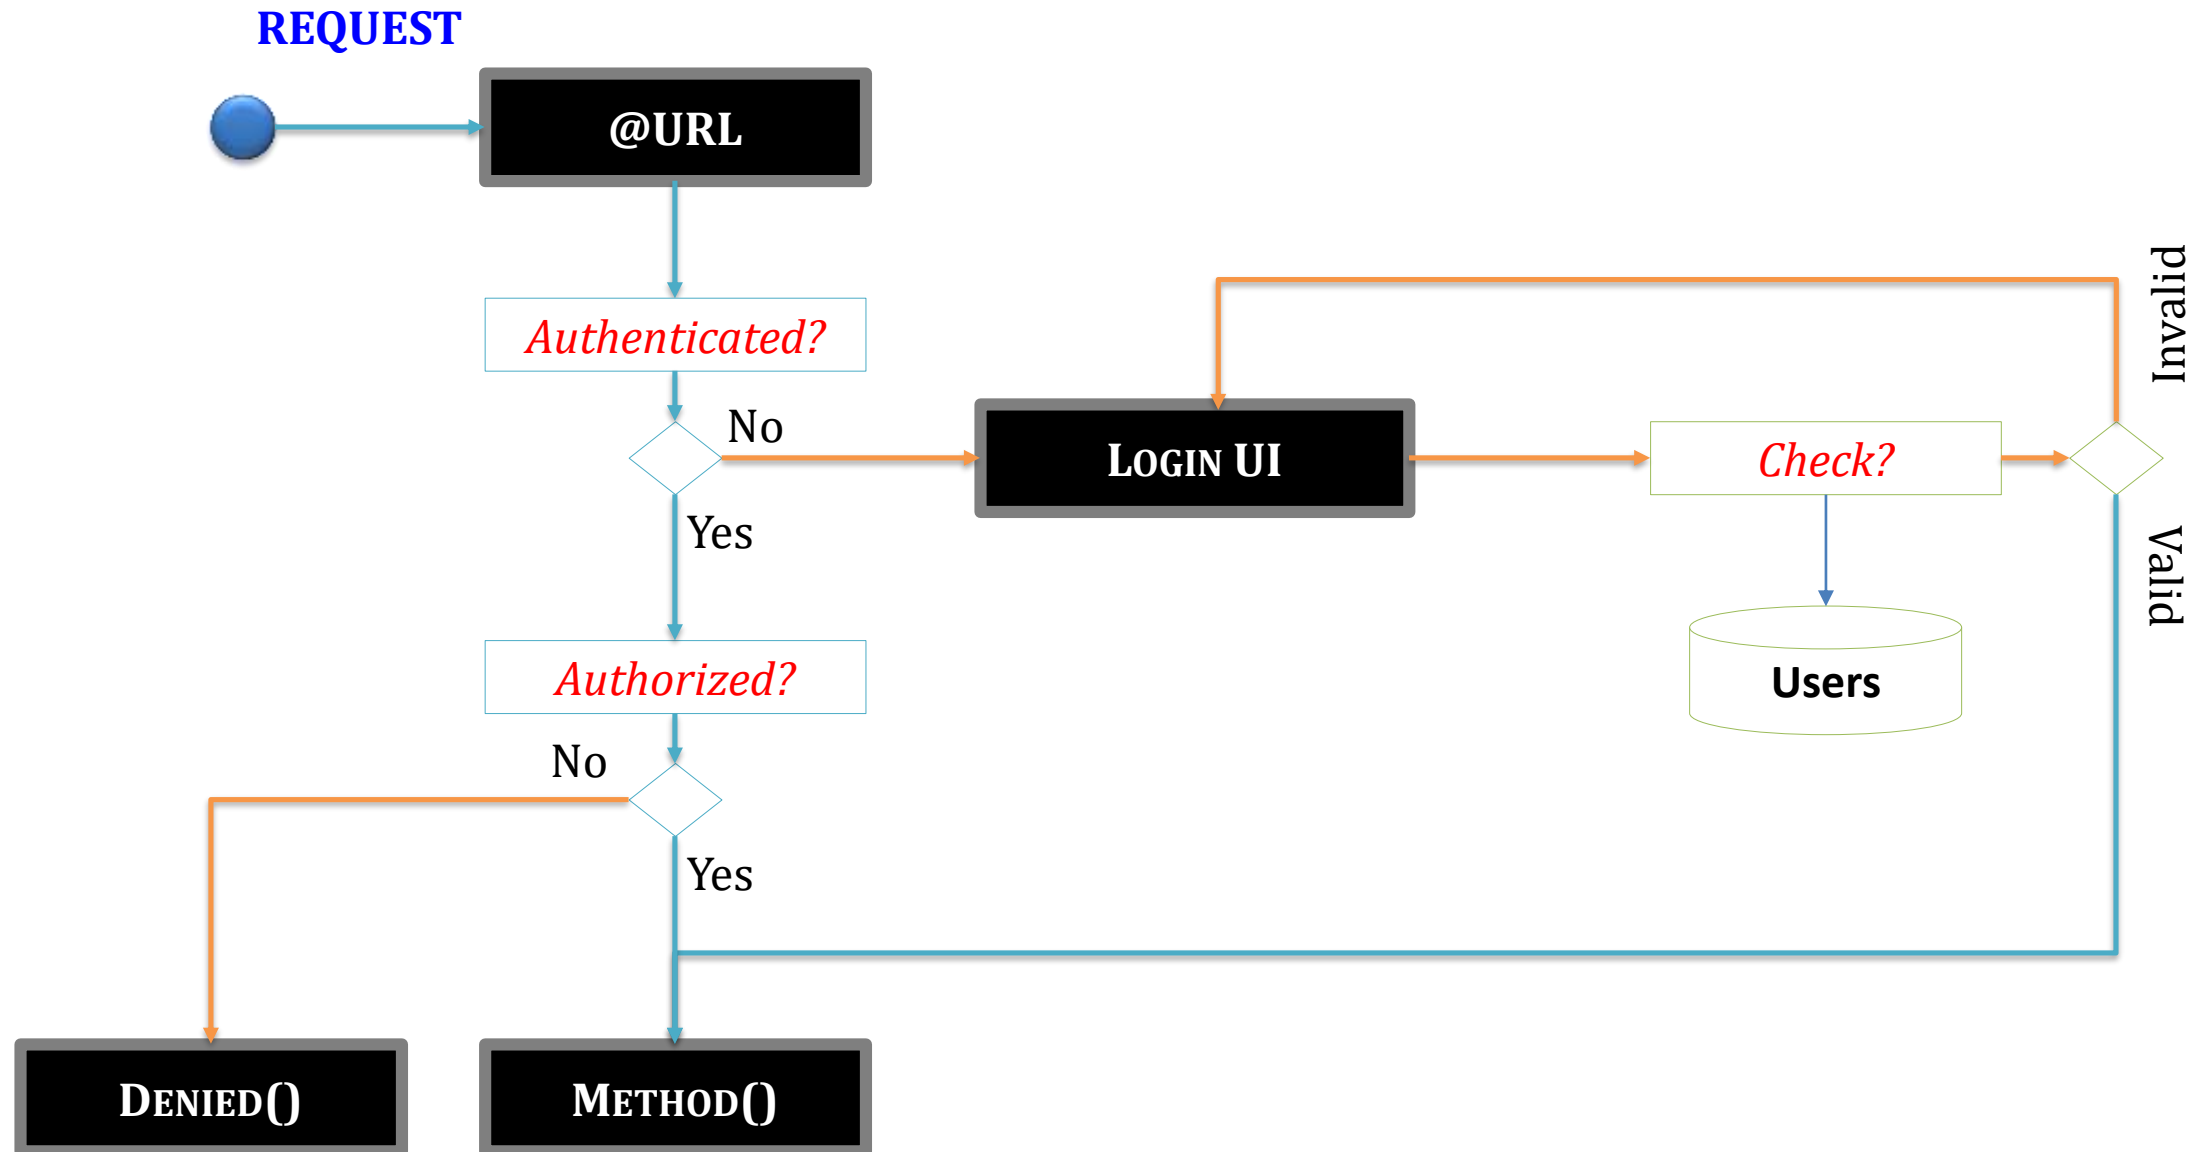 REQUEST
@URL
Authenticated?
No
Yes
LOGIN UI
Check?
Invalid
Valid
Users
Authorized?
No
Yes
DENIED()
METHOD()